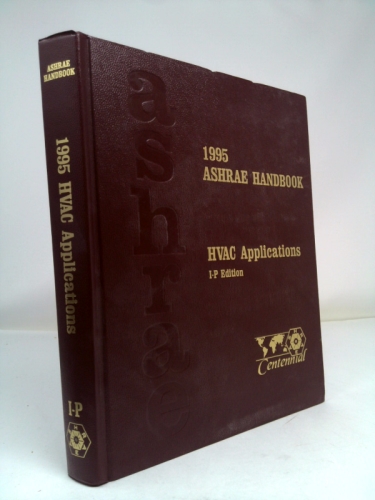 ASHRAE
HANDBOOK
1995 HVAC Applications
I-P
ashrae
1995
ASHRAE HANDBOOK
HVAC Applications
I-P Edition
Centennial